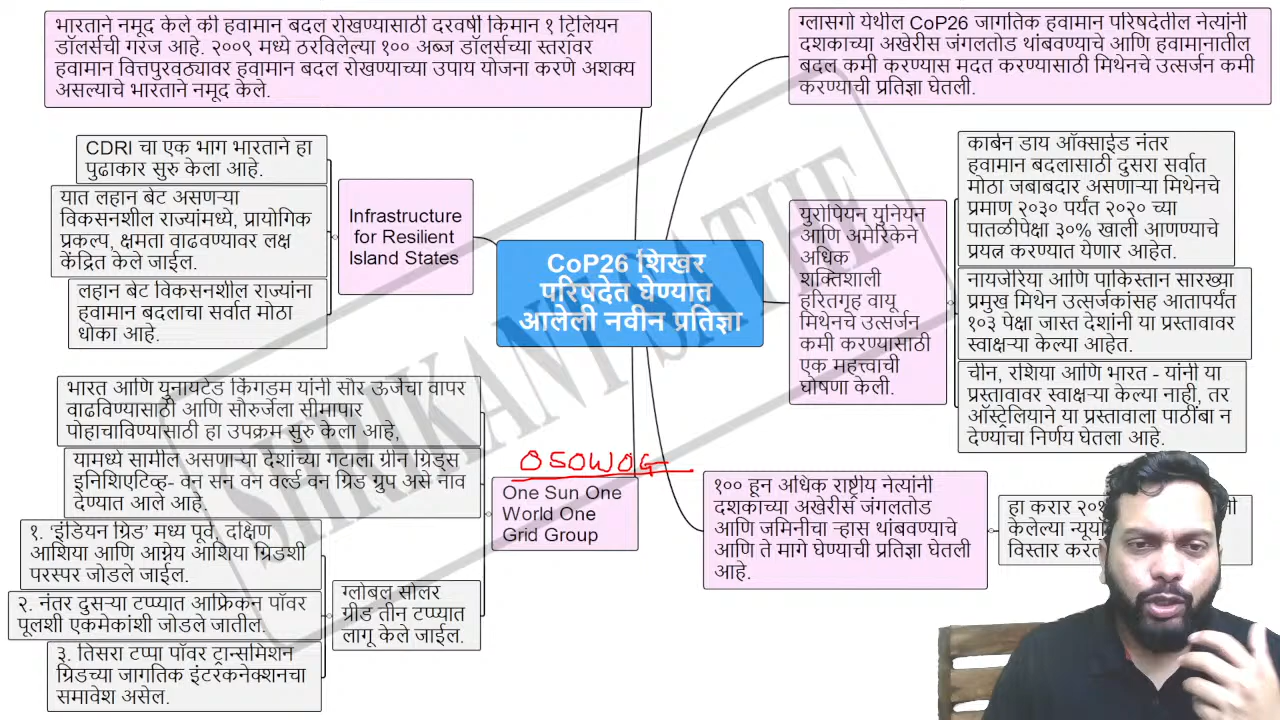 भारताने नमूद केले की हवामान बदल रोखण्यासाठी दरवर्षी किमान १ ट्रिलियन
डॉलर्सची गरज आहे. २००९ मध्ये ठरविलेल्या १०० अब्ज डॉलर्सच्या स्तरावर
हवामान वित्तपुरवठ्यावर हवामान बदल रोखण्याच्या उपाय योजना करणे अशक्य
असल्याचे भारताने नमूद केले.
ग्लासगो येथील CoP26 जागतिक हवामान परिषदेतील नेत्यांनी
दशकाच्या अखेरीस जंगलतोड थांबवण्याचे आणि हवामानातील
बदल कमी करण्यास मदत करण्यासाठी मिथेनचे उत्सर्जन कमी
करण्याची प्रतिज्ञा घेतली.
CDRI चा एक भाग भारताने हा
पुढाकार सुरु केला आहे.
यात लहान बेट असणऱ्या
विकसनशील राज्यांमध्ये, प्रायोगिक
प्रकल्प, क्षमता वाढवण्यावर लक्ष
केंद्रित केले जाईल.
लहान बेट विकसनशील राज्यांना
हवामान बदलाचा सर्वात मोठा
धोका आहे.
Infrastructure
for Resilient
Island States
CoP26 शिखर
परिषदेत घेण्यात
आलेली नवीन प्रतिज्ञा
युरोपियन युनियन
आणि अमेरिकेने
अधिक
शक्तिशाली
हरितगृह वायू
मिथेनचे उत्सर्जन
कमी करण्यासाठी
एक महत्त्वाची
घोषणा केली.
कार्बन डाय ऑक्साईड नंतर
हवामान बदलासाठी दुसरा सर्वात
मोठा जबाबदार असणाऱ्या मिथेनचे
प्रमाण २०३० पर्यंत २०२० च्या
पातळीपेक्षा ३०% खाली आणण्याचे
प्रयत्न करण्यात येणार आहेत.
नायजेरिया आणि पाकिस्तान सारख्या
प्रमुख मिथेन उत्सर्जकांसह आतापर्यंत
१०३ पेक्षा जास्त देशांनी या प्रस्तावावर
स्वाक्षऱ्या केल्या आहेत.
चीन, रशिया आणि भारत - यांनी या
प्रस्तावावर स्वाक्षऱ्या केल्या नाही, तर
ऑस्ट्रेलियाने या प्रस्तावाला पाठींबा न
देण्याचा निर्णय घेतला आहे.
भारत आणि युनायटेड किंगडम यांनी सौर ऊर्जेचा वापर
वाढविण्यासाठी आणि सौरुर्जेला सीमापार
पोहाचाविण्यासाठी हा उपक्रम सुरु केला आहे,
यामध्ये सामील असणाऱ्या देशांच्या गटाला ग्रीन ग्रिड्स
इनिशिएटिव्ह- वन सन वन वर्ल्ड वन ग्रिड ग्रुप असे नाव
देण्यात आले आहे.
OSOWOG
One Sun One
World One
Grid Group
१. 'इंडियन ग्रिड' मध्य पूर्व, दक्षिण
आशिया आणि आग्नेय आशिया ग्रिडशी
परस्पर जोडले जाईल.
२. नंतर दुसऱ्या टप्प्यात आफ्रिकन पॉवर
पूलशी एकमेकांशी जोडले जातील.
३. तिसरा टप्पा पॉवर ट्रान्समिशन
ग्रिडच्या जागतिक इंटरकनेक्शनचा
समावेश असेल.
ग्लोबल सोलर
ग्रीड तीन टप्प्यात
लागू केले जाईल.
१०० हून अधिक राष्ट्रीय नेत्यांनी
दशकाच्या अखेरीस जंगलतोड
आणि जमिनीचा ऱ्हास थांबवण्याचे
आणि ते मागे घेण्याची प्रतिज्ञा घेतली
आहे.
हा करार
केलेल्या
विस्तार
SHRIKANT SATHE